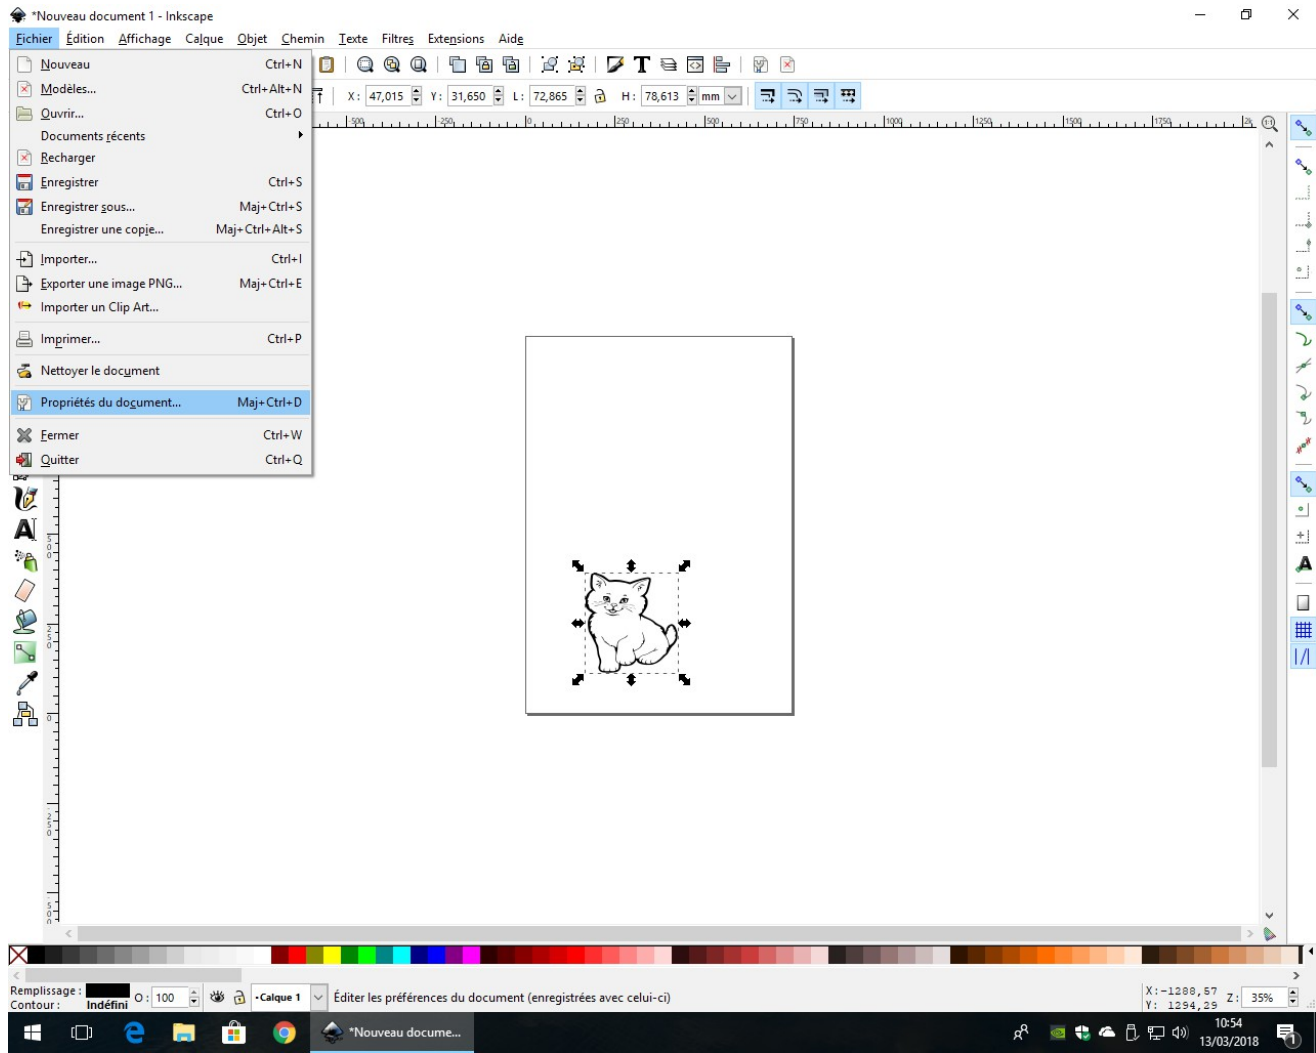 *Nouveau document 1 - Inkscape
Fichier Édition Affichage Calque Objet Chemin Texte Filtres Extensions Aide
Nouveau Ctrl+N
Modèles... Ctrl+Alt+N
X: 47,015 Y: 31,650 L: 72,865 H: 78,613 mm
Ouvrir... Ctrl+O
Documents récents
Recharger
Enregistrer Ctrl+S
Enregistrer sous... Maj+Ctrl+S
Enregistrer une copie... Maj+Ctrl+Alt+S
Importer... Ctrl+I
Exporter une image PNG... Maj+Ctrl+E
Importer un Clip Art...
Imprimer... Ctrl+P
Nettoyer le document
Propriétés du document... Maj+Ctrl+D
Fermer Ctrl+W
Quitter Ctrl+Q
Remplissage :
Contour : Indéfini
O : 100
Calque 1
Éditer les préférences du document (enregistrées avec celui-ci)
X:-1288,57
Y: 1294,29
Z: 35%
*Nouveau docume...
10:54
13/03/2018